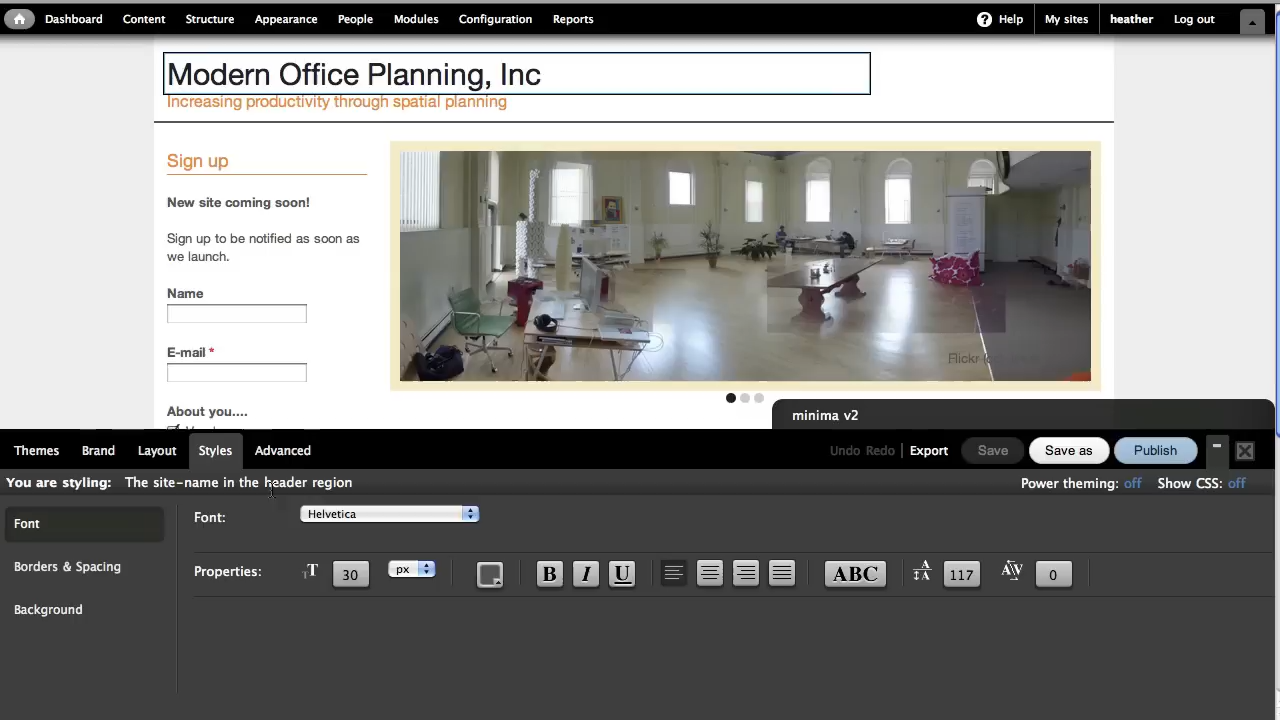 Dashboard Content Structure Appearance People Modules Configuration Reports ? Help My sites heather Log out
Modern Office Planning, Inc
Increasing productivity through spatial planning
Sign up
New site coming soon!
Sign up to be notified as soon as
we launch.
Name
E-mail *
About you....
Flickr
minima v2
Themes Brand Layout Styles Advanced Undo Redo Export Save Save as Publish
You are styling: The site-name in the header region Power theming: off Show CSS: off
Font Font: Helvetica
Properties: TT 30 px B I U ABC A 117 AV 0
Borders & Spacing
Background